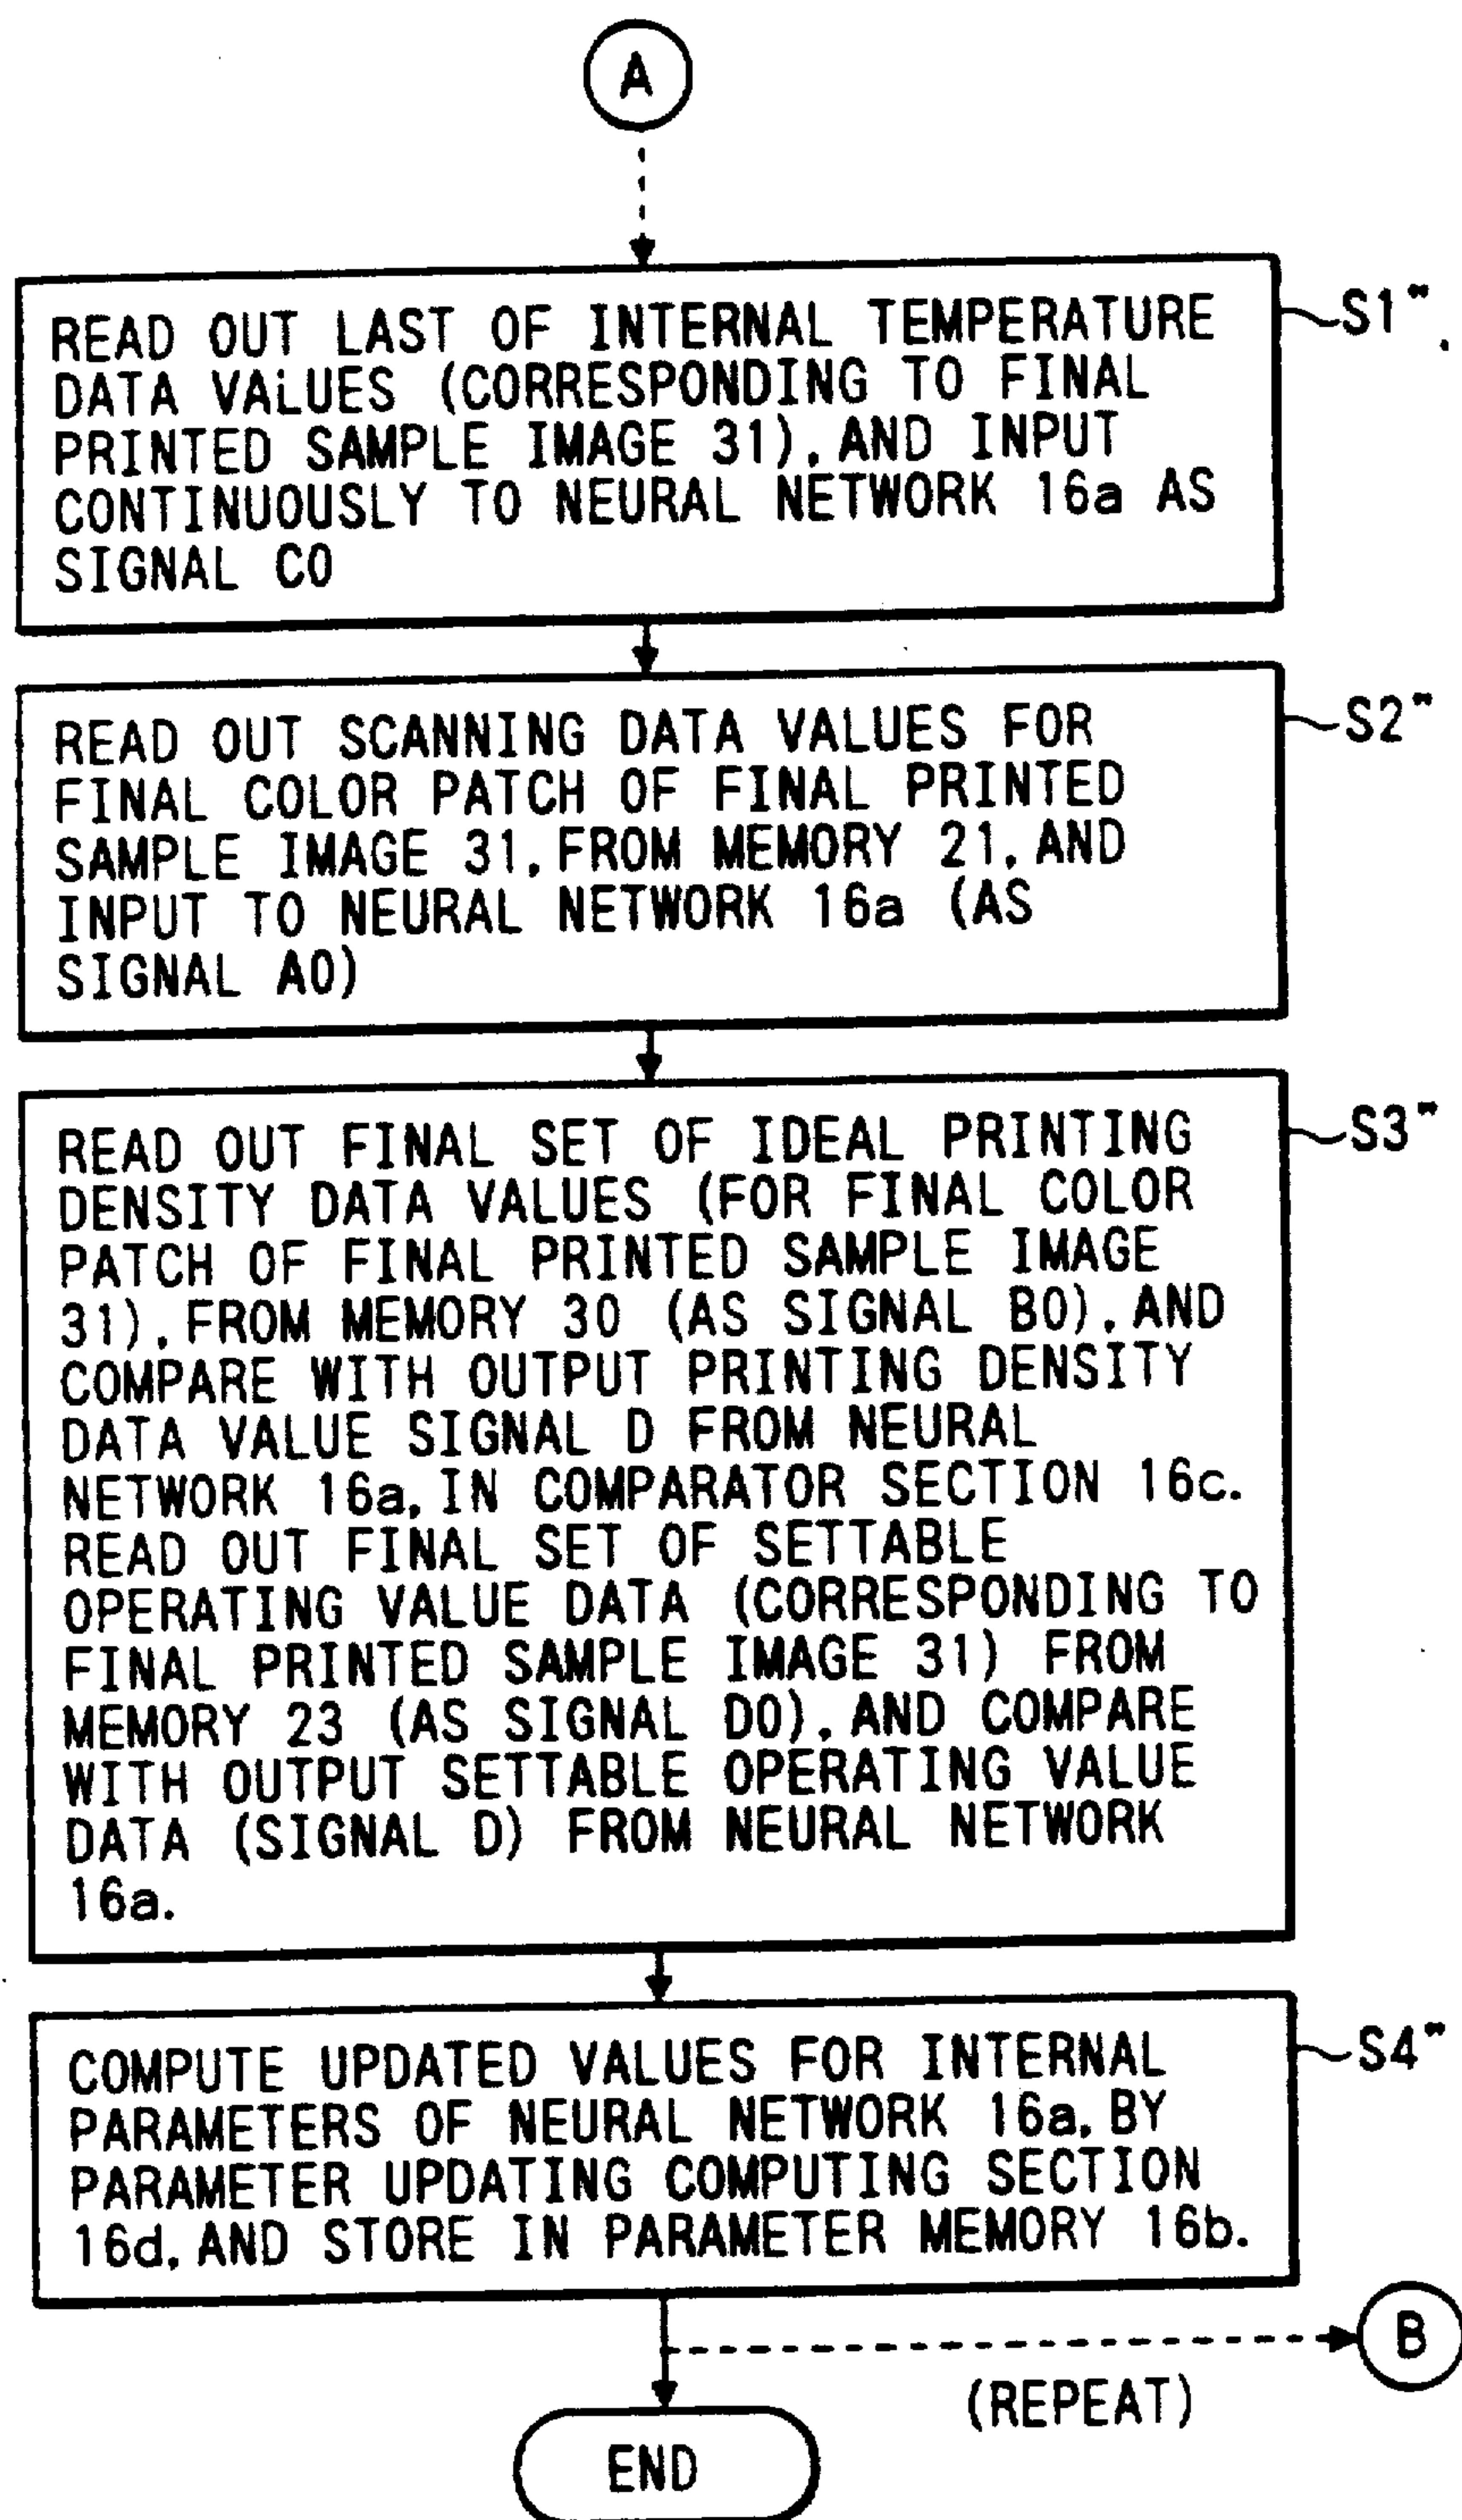 A
READ OUT LAST OF INTERNAL TEMPERATURE
DATA VALUES (CORRESPONDING TO FINAL
PRINTED SAMPLE IMAGE 31), AND INPUT
CONTINUOUSLY TO NEURAL NETWORK 16a AS
SIGNAL C0
S1"
READ OUT SCANNING DATA VALUES FOR
FINAL COLOR PATCH OF FINAL PRINTED
SAMPLE IMAGE 31, FROM MEMORY 21, AND
INPUT TO NEURAL NETWORK 16a (AS
SIGNAL A0)
S2"
READ OUT FINAL SET OF IDEAL PRINTING
DENSITY DATA VALUES (FOR FINAL COLOR
PATCH OF FINAL PRINTED SAMPLE IMAGE
31), FROM MEMORY 30 (AS SIGNAL B0), AND
COMPARE WITH OUTPUT PRINTING DENSITY
DATA VALUE SIGNAL D FROM NEURAL
NETWORK 16a, IN COMPARATOR SECTION 16c.
READ OUT FINAL SET OF SETTABLE
OPERATING VALUE DATA (CORRESPONDING TO
FINAL PRINTED SAMPLE IMAGE 31) FROM
MEMORY 23 (AS SIGNAL D0), AND COMPARE
WITH OUTPUT SETTABLE OPERATING VALUE
DATA (SIGNAL D) FROM NEURAL NETWORK
16a.
S3"
COMPUTE UPDATED VALUES FOR INTERNAL
PARAMETERS OF NEURAL NETWORK 16a, BY
PARAMETER UPDATING COMPUTING SECTION
16d, AND STORE IN PARAMETER MEMORY 16b.
S4"
B
(REPEAT)
END